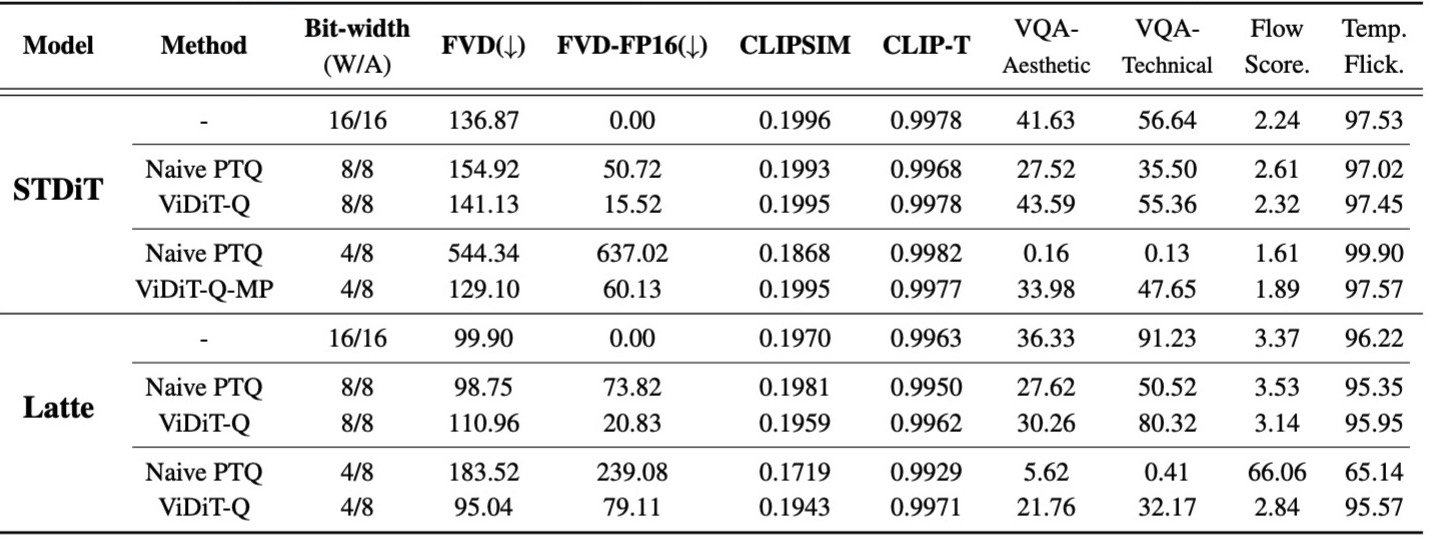 Model Method Bit-width (W/A) FVD(↓) FVD-FP16(↓) CLIPSIM CLIP-T VQA-Aesthetic VQA-Technical Flow Score. Temp. Flick.
STDiT - 16/16 136.87 0.00 0.1996 0.9978 41.63 56.64 2.24 97.53
Naive PTQ 8/8 154.92 50.72 0.1993 0.9968 27.52 35.50 2.61 97.02
ViDiT-Q 8/8 141.13 15.52 0.1995 0.9978 43.59 55.36 2.32 97.45
Naive PTQ 4/8 544.34 637.02 0.1868 0.9982 0.16 0.13 1.61 99.90
ViDiT-Q-MP 4/8 129.10 60.13 0.1995 0.9977 33.98 47.65 1.89 97.57
Latte - 16/16 99.90 0.00 0.1970 0.9963 36.33 91.23 3.37 96.22
Naive PTQ 8/8 98.75 73.82 0.1981 0.9950 27.62 50.52 3.53 95.35
ViDiT-Q 8/8 110.96 20.83 0.1959 0.9962 30.26 80.32 3.14 95.95
Naive PTQ 4/8 183.52 239.08 0.1719 0.9929 5.62 0.41 66.06 65.14
ViDiT-Q 4/8 95.04 79.11 0.1943 0.9971 21.76 32.17 2.84 95.57